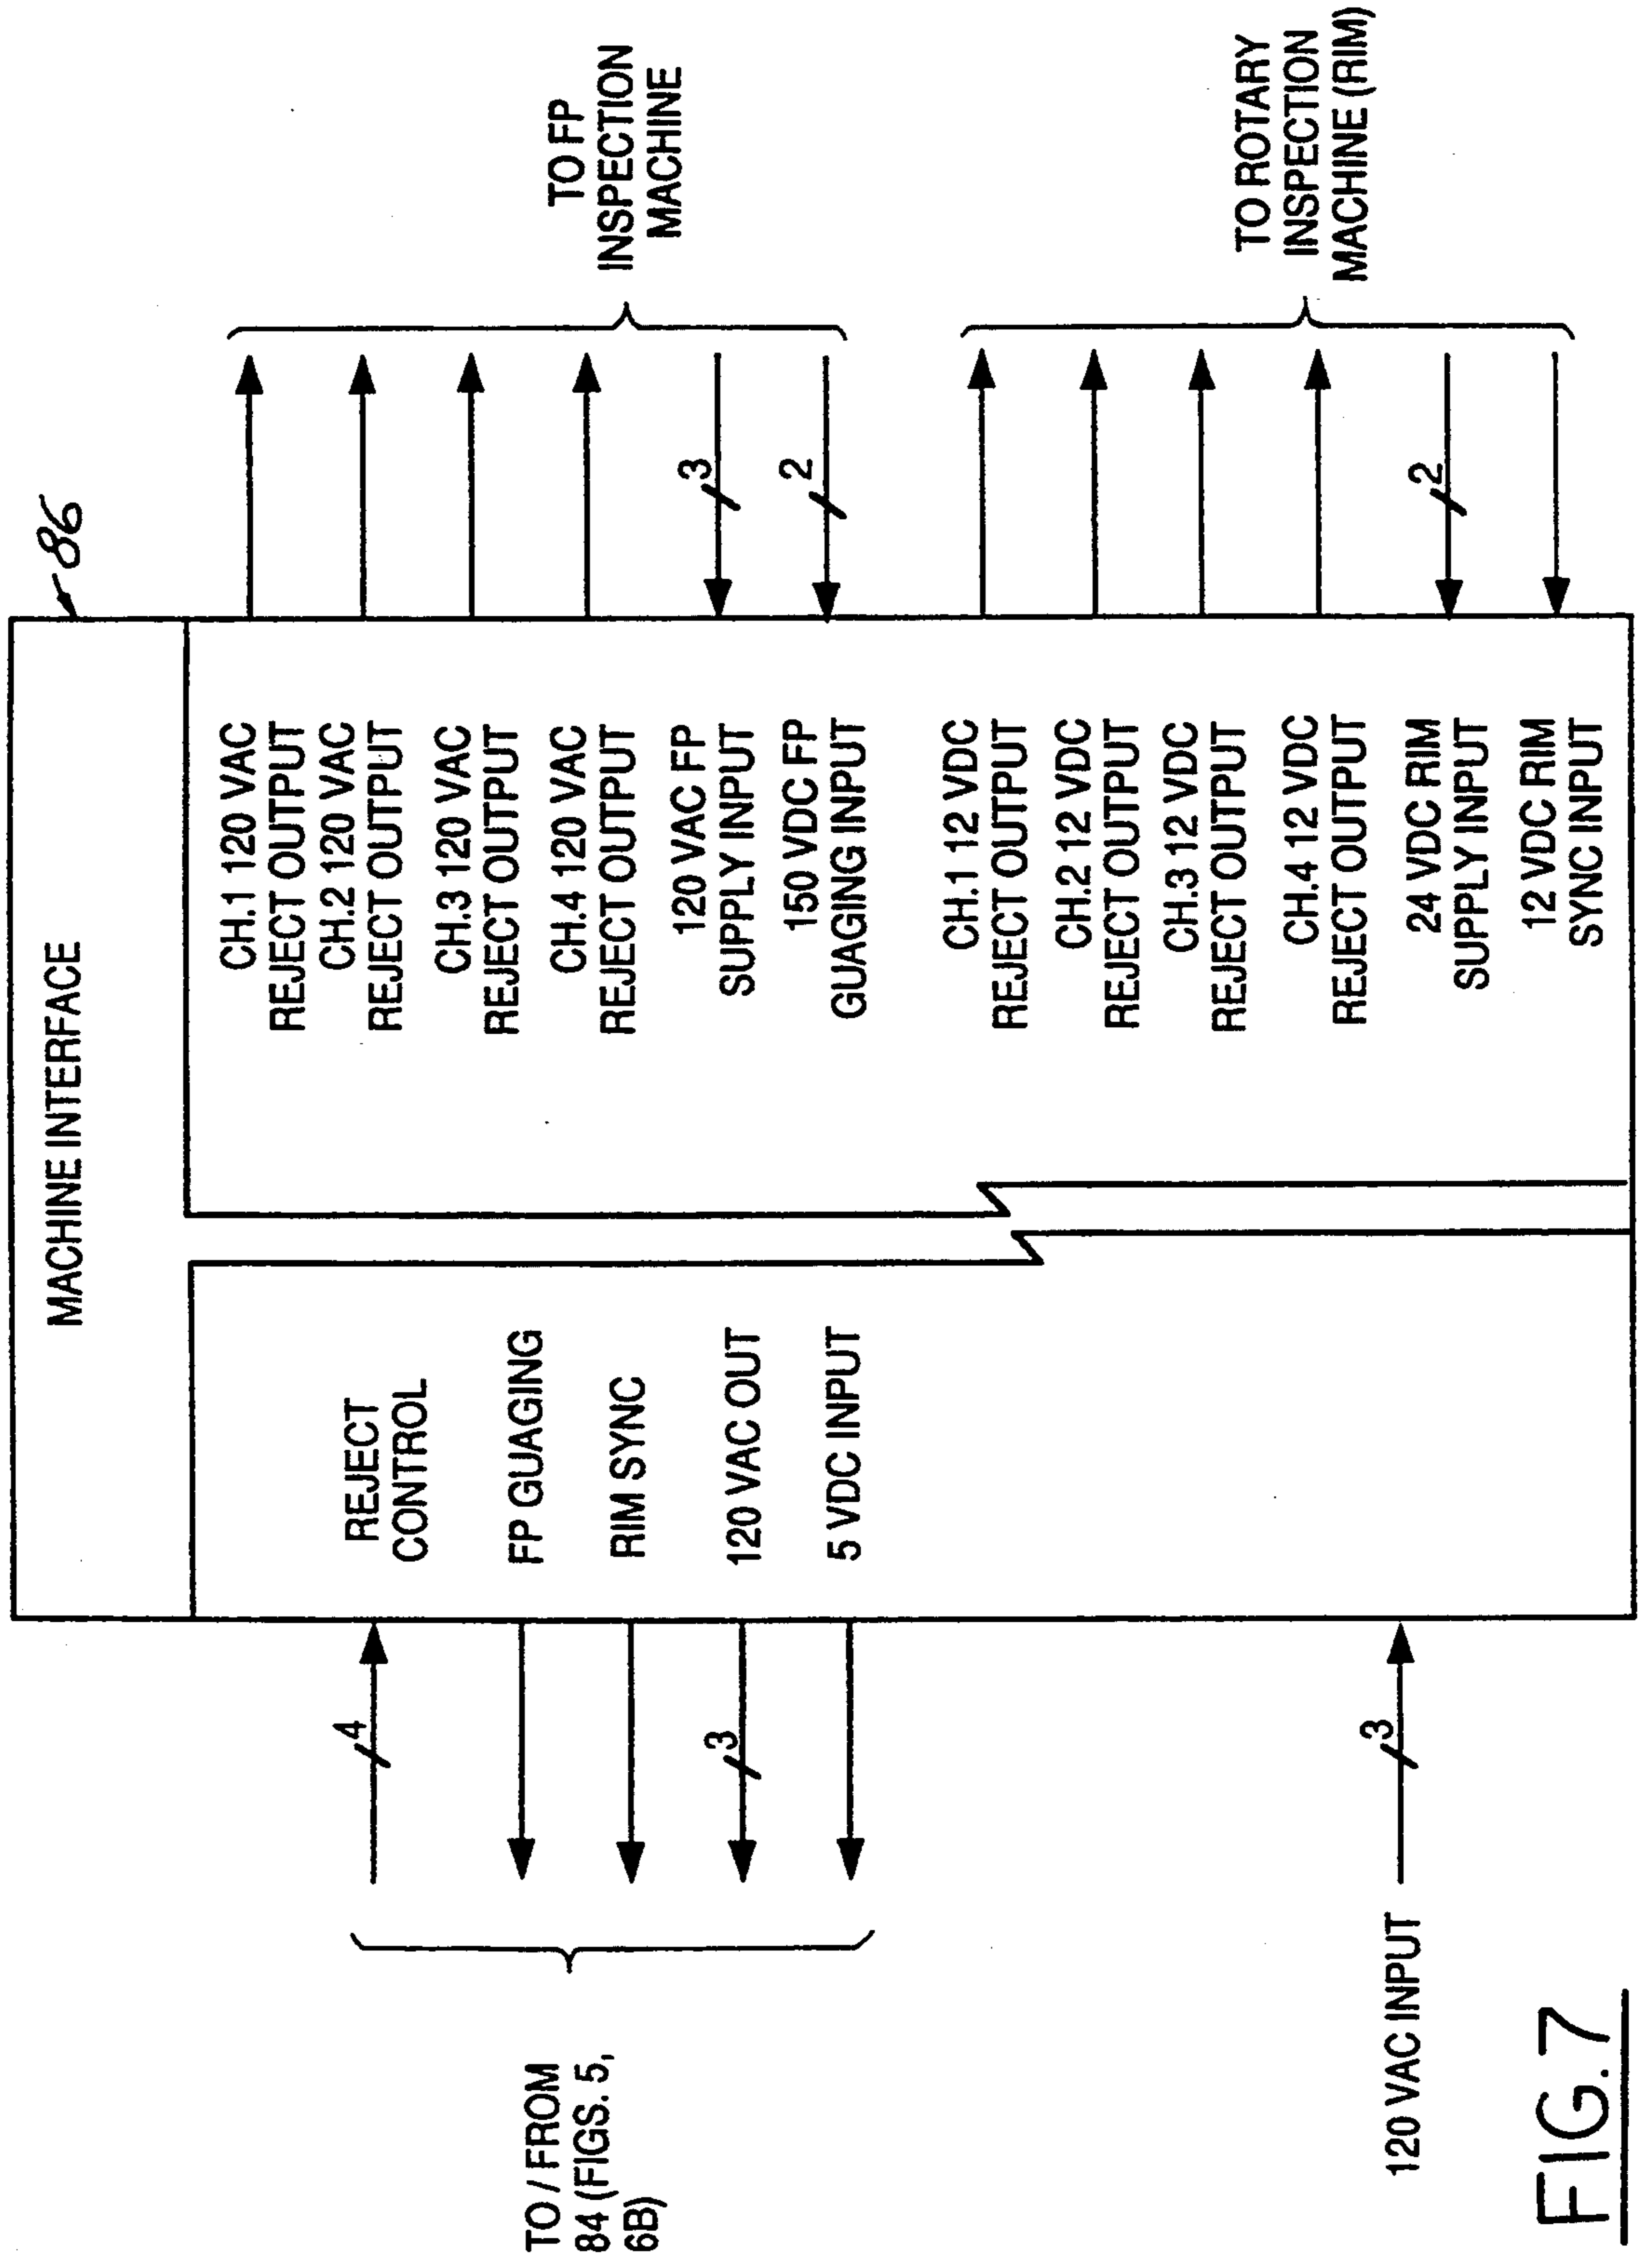 MACHINE INTERFACE
86
REJECT
CONTROL
FP GUAGING
RIM SYNC
120 VAC OUT
5 VDC INPUT
4
3
TO / FROM
84 (FIGS. 5,
6B)
120 VAC INPUT
3
CH.1 120 VAC
REJECT OUTPUT
CH.2 120 VAC
REJECT OUTPUT
CH.3 120 VAC
REJECT OUTPUT
CH.4 120 VAC
REJECT OUTPUT
120 VAC FP
SUPPLY INPUT
150 VDC FP
GUAGING INPUT
3
2
TO FP
INSPECTION
MACHINE
CH.1 12 VDC
REJECT OUTPUT
CH.2 12 VDC
REJECT OUTPUT
CH.3 12 VDC
REJECT OUTPUT
CH.4 12 VDC
REJECT OUTPUT
24 VDC RIM
SUPPLY INPUT
12 VDC RIM
SYNC INPUT
2
TO ROTARY
INSPECTION
MACHINE (RIM)
FIG.7